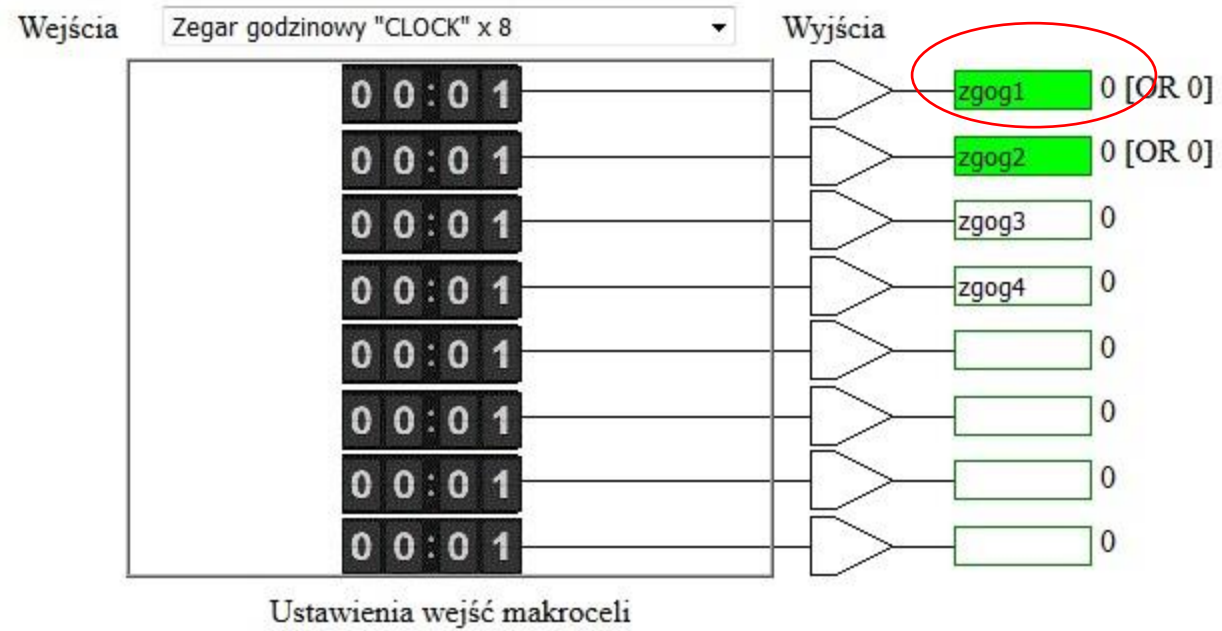 Wejścia Zegar godzinowy "CLOCK" x 8 Wyjścia
00:01 zgog1 0 [OR 0]
00:01 zgog2 0 [OR 0]
00:01 zgog3 0
00:01 zgog4 0
00:01 0
00:01 0
00:01 0
00:01 0
Ustawienia wejść makroceli